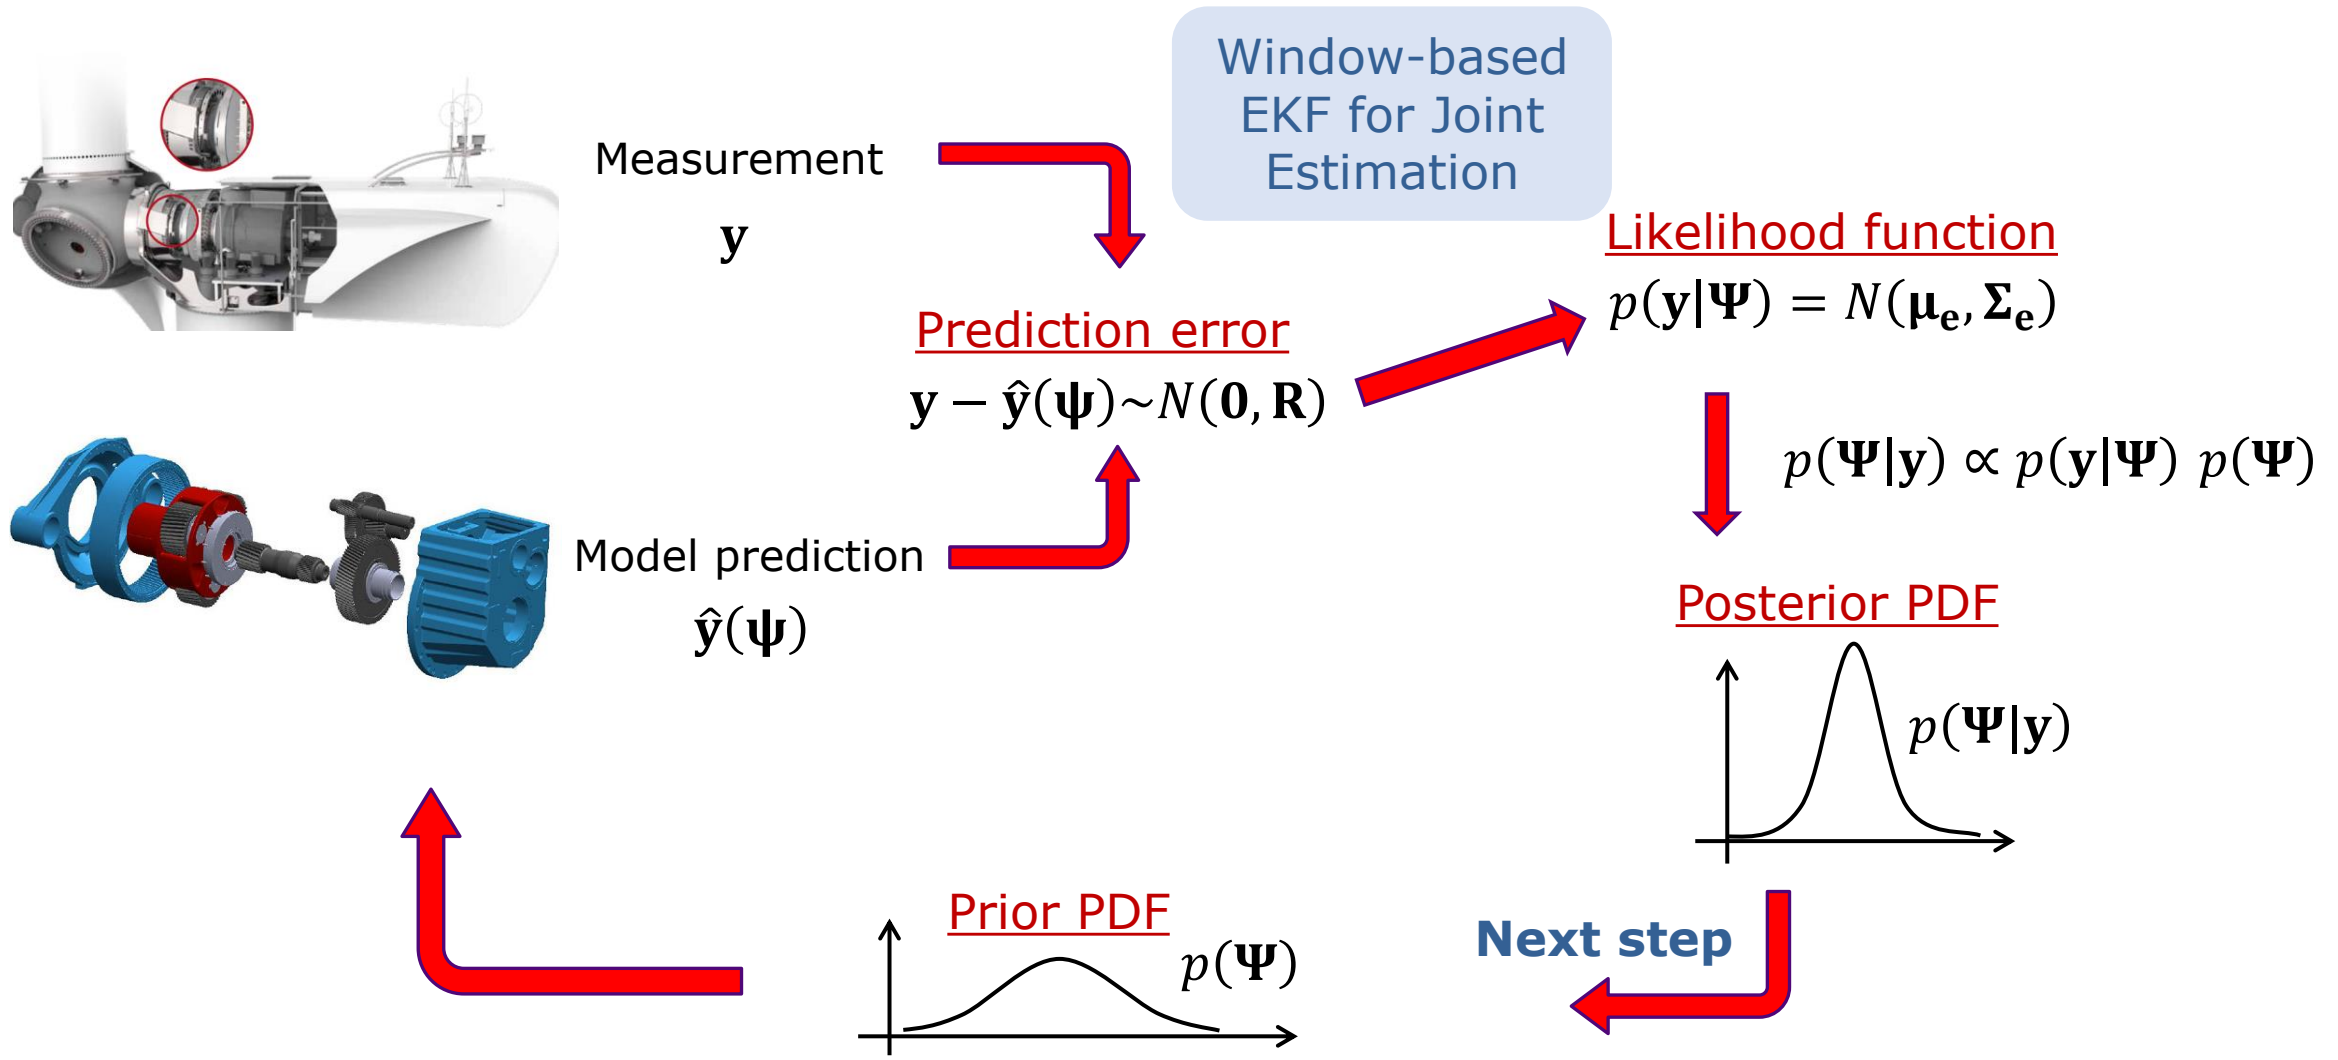 Window-based
EKF for Joint
Estimation
Measurement
𝐲
Likelihood function
p(𝐲|𝚿) = N(𝛍ₑ, 𝚺ₑ)
Prediction error
𝐲 − 𝐲̂(𝛙)~N(𝟎, 𝐑)
p(𝚿|𝐲) ∝ p(𝐲|𝚿) p(𝚿)
Model prediction
𝐲̂(𝛙)
Posterior PDF
p(𝚿|𝐲)
Prior PDF
p(𝚿)
Next step